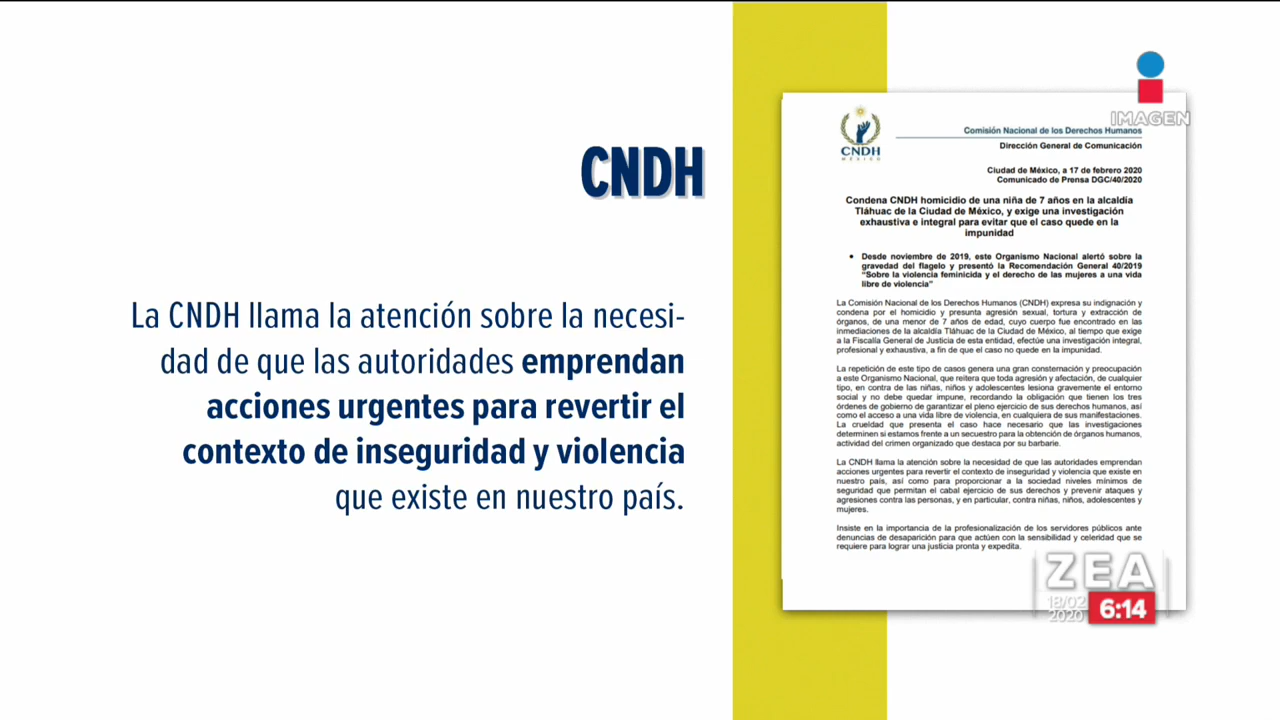 CNDH
La CNDH llama la atención sobre la necesi-
dad de que las autoridades emprendan
acciones urgentes para revertir el
contexto de inseguridad y violencia
que existe en nuestro país.
IMAGEN
CNDH
MÉXICO
Comisión Nacional de los Derechos Humanos
Dirección General de Comunicación
Ciudad de México, a 17 de febrero 2020
Comunicado de Prensa DGC/40/2020
Condena CNDH homicidio de una niña de 7 años en la alcaldía
Tláhuac de la Ciudad de México, y exige una investigación
exhaustiva e integral para evitar que el caso quede en la
impunidad
• Desde noviembre de 2019, este Organismo Nacional alertó sobre la
gravedad del flagelo y presentó la Recomendación General 40/2019
“Sobre la violencia feminicida y el derecho de las mujeres a una vida
libre de violencia”
La Comisión Nacional de los Derechos Humanos (CNDH) expresa su indignación y
condena por el homicidio y presunta agresión sexual, tortura y extracción de
órganos, de una menor de 7 años de edad, cuyo cuerpo fue encontrado en las
inmediaciones de la alcaldía Tláhuac de la Ciudad de México, al tiempo que exige
a la Fiscalía General de Justicia de esta entidad, efectúe una investigación integral,
profesional y exhaustiva, a fin de que el caso no quede en la impunidad.
La repetición de este tipo de casos genera una gran consternación y preocupación
a este Organismo Nacional, que reitera que toda agresión y afectación, de cualquier
tipo, en contra de las niñas, niños y adolescentes lesiona gravemente el entorno
social y no debe quedar impune, recordando la obligación que tienen los tres
órdenes de gobierno de garantizar el pleno ejercicio de sus derechos humanos, así
como el acceso a una vida libre de violencia, en cualquiera de sus manifestaciones.
La crueldad que presenta el caso hace necesario que las investigaciones
determinen si estamos frente a un secuestro para la obtención de órganos humanos,
actividad del crimen organizado que destaca por su barbarie.
La CNDH llama la atención sobre la necesidad de que las autoridades emprendan
acciones urgentes para revertir el contexto de inseguridad y violencia que existe en
nuestro país, así como para proporcionar a la sociedad niveles mínimos de
seguridad que permitan el cabal ejercicio de sus derechos y prevenir ataques y
agresiones contra las personas, y en particular, contra niñas, niños, adolescentes y
mujeres.
Insiste en la importancia de la profesionalización de los servidores públicos ante
denuncias de desaparición para que actúen con la sensibilidad y celeridad que se
requiere para lograr una justicia pronta y expedita.
ZEA
18/02
2020
6:14